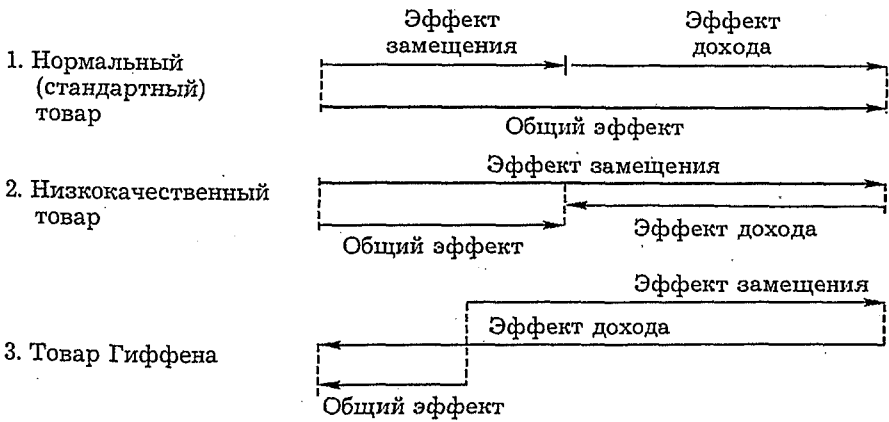 Эффект
замещения
Эффект
дохода
1. Нормальный
(стандартный)
товар
Общий эффект
Эффект замещения
2. Низкокачественный
товар
Общий эффект
Эффект дохода
Эффект замещения
Эффект дохода
3. Товар Гиффена
Общий эффект